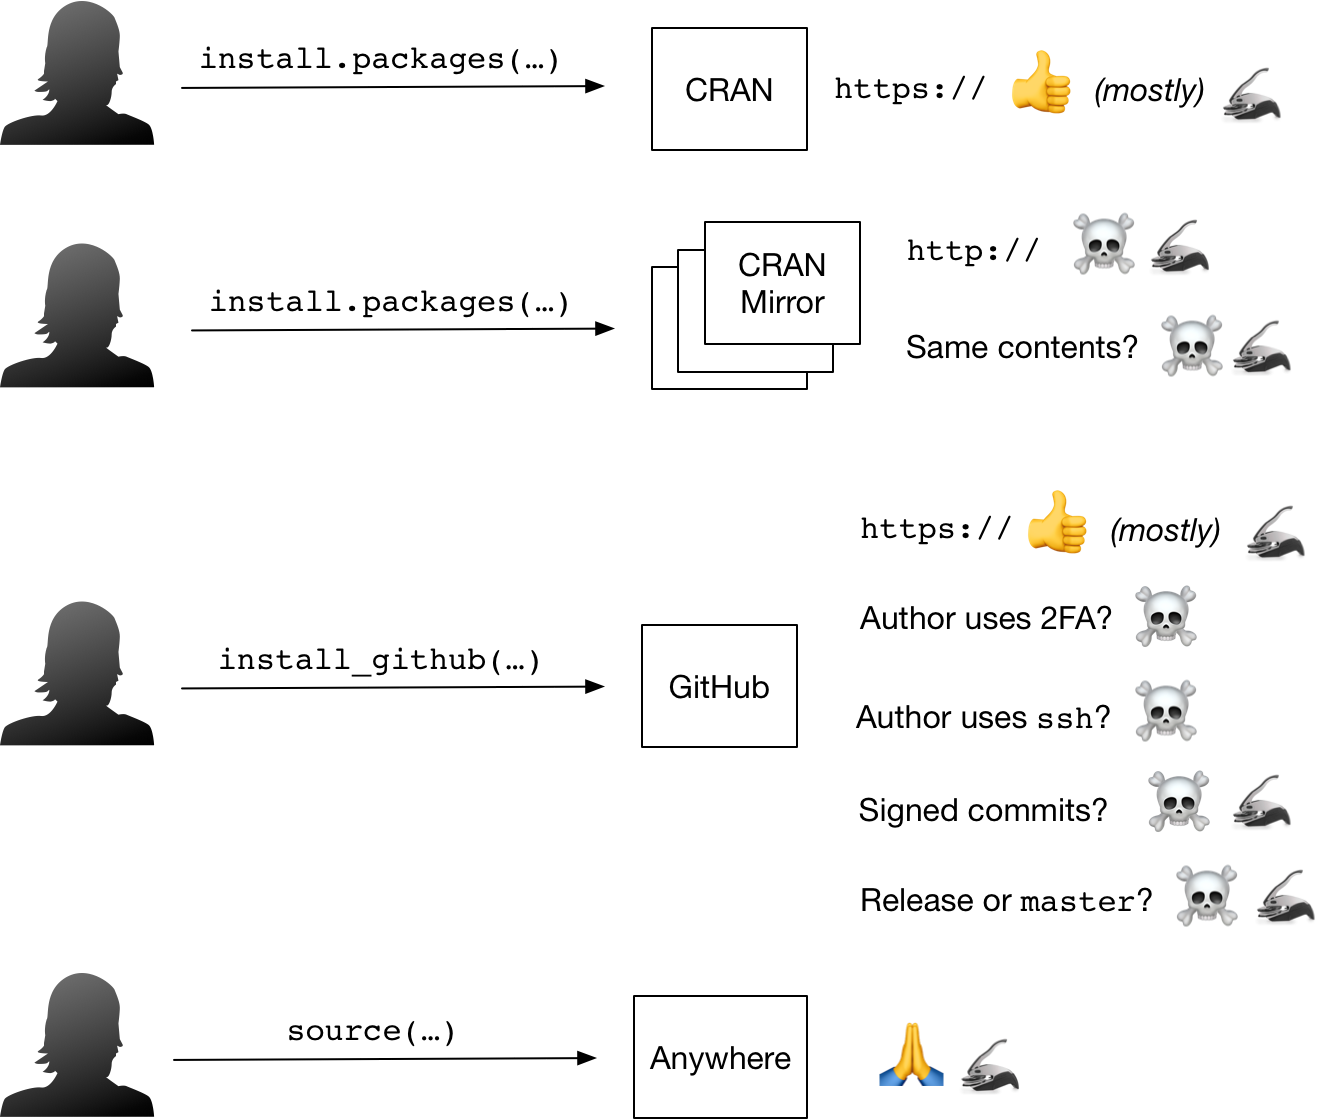 install.packages(…)
CRAN
https://
(mostly)
install.packages(…)
CRAN
Mirror
http://
Same contents?
install_github(…)
GitHub
https://
(mostly)
Author uses 2FA?
Author uses ssh?
Signed commits?
Release or master?
source(…)
Anywhere